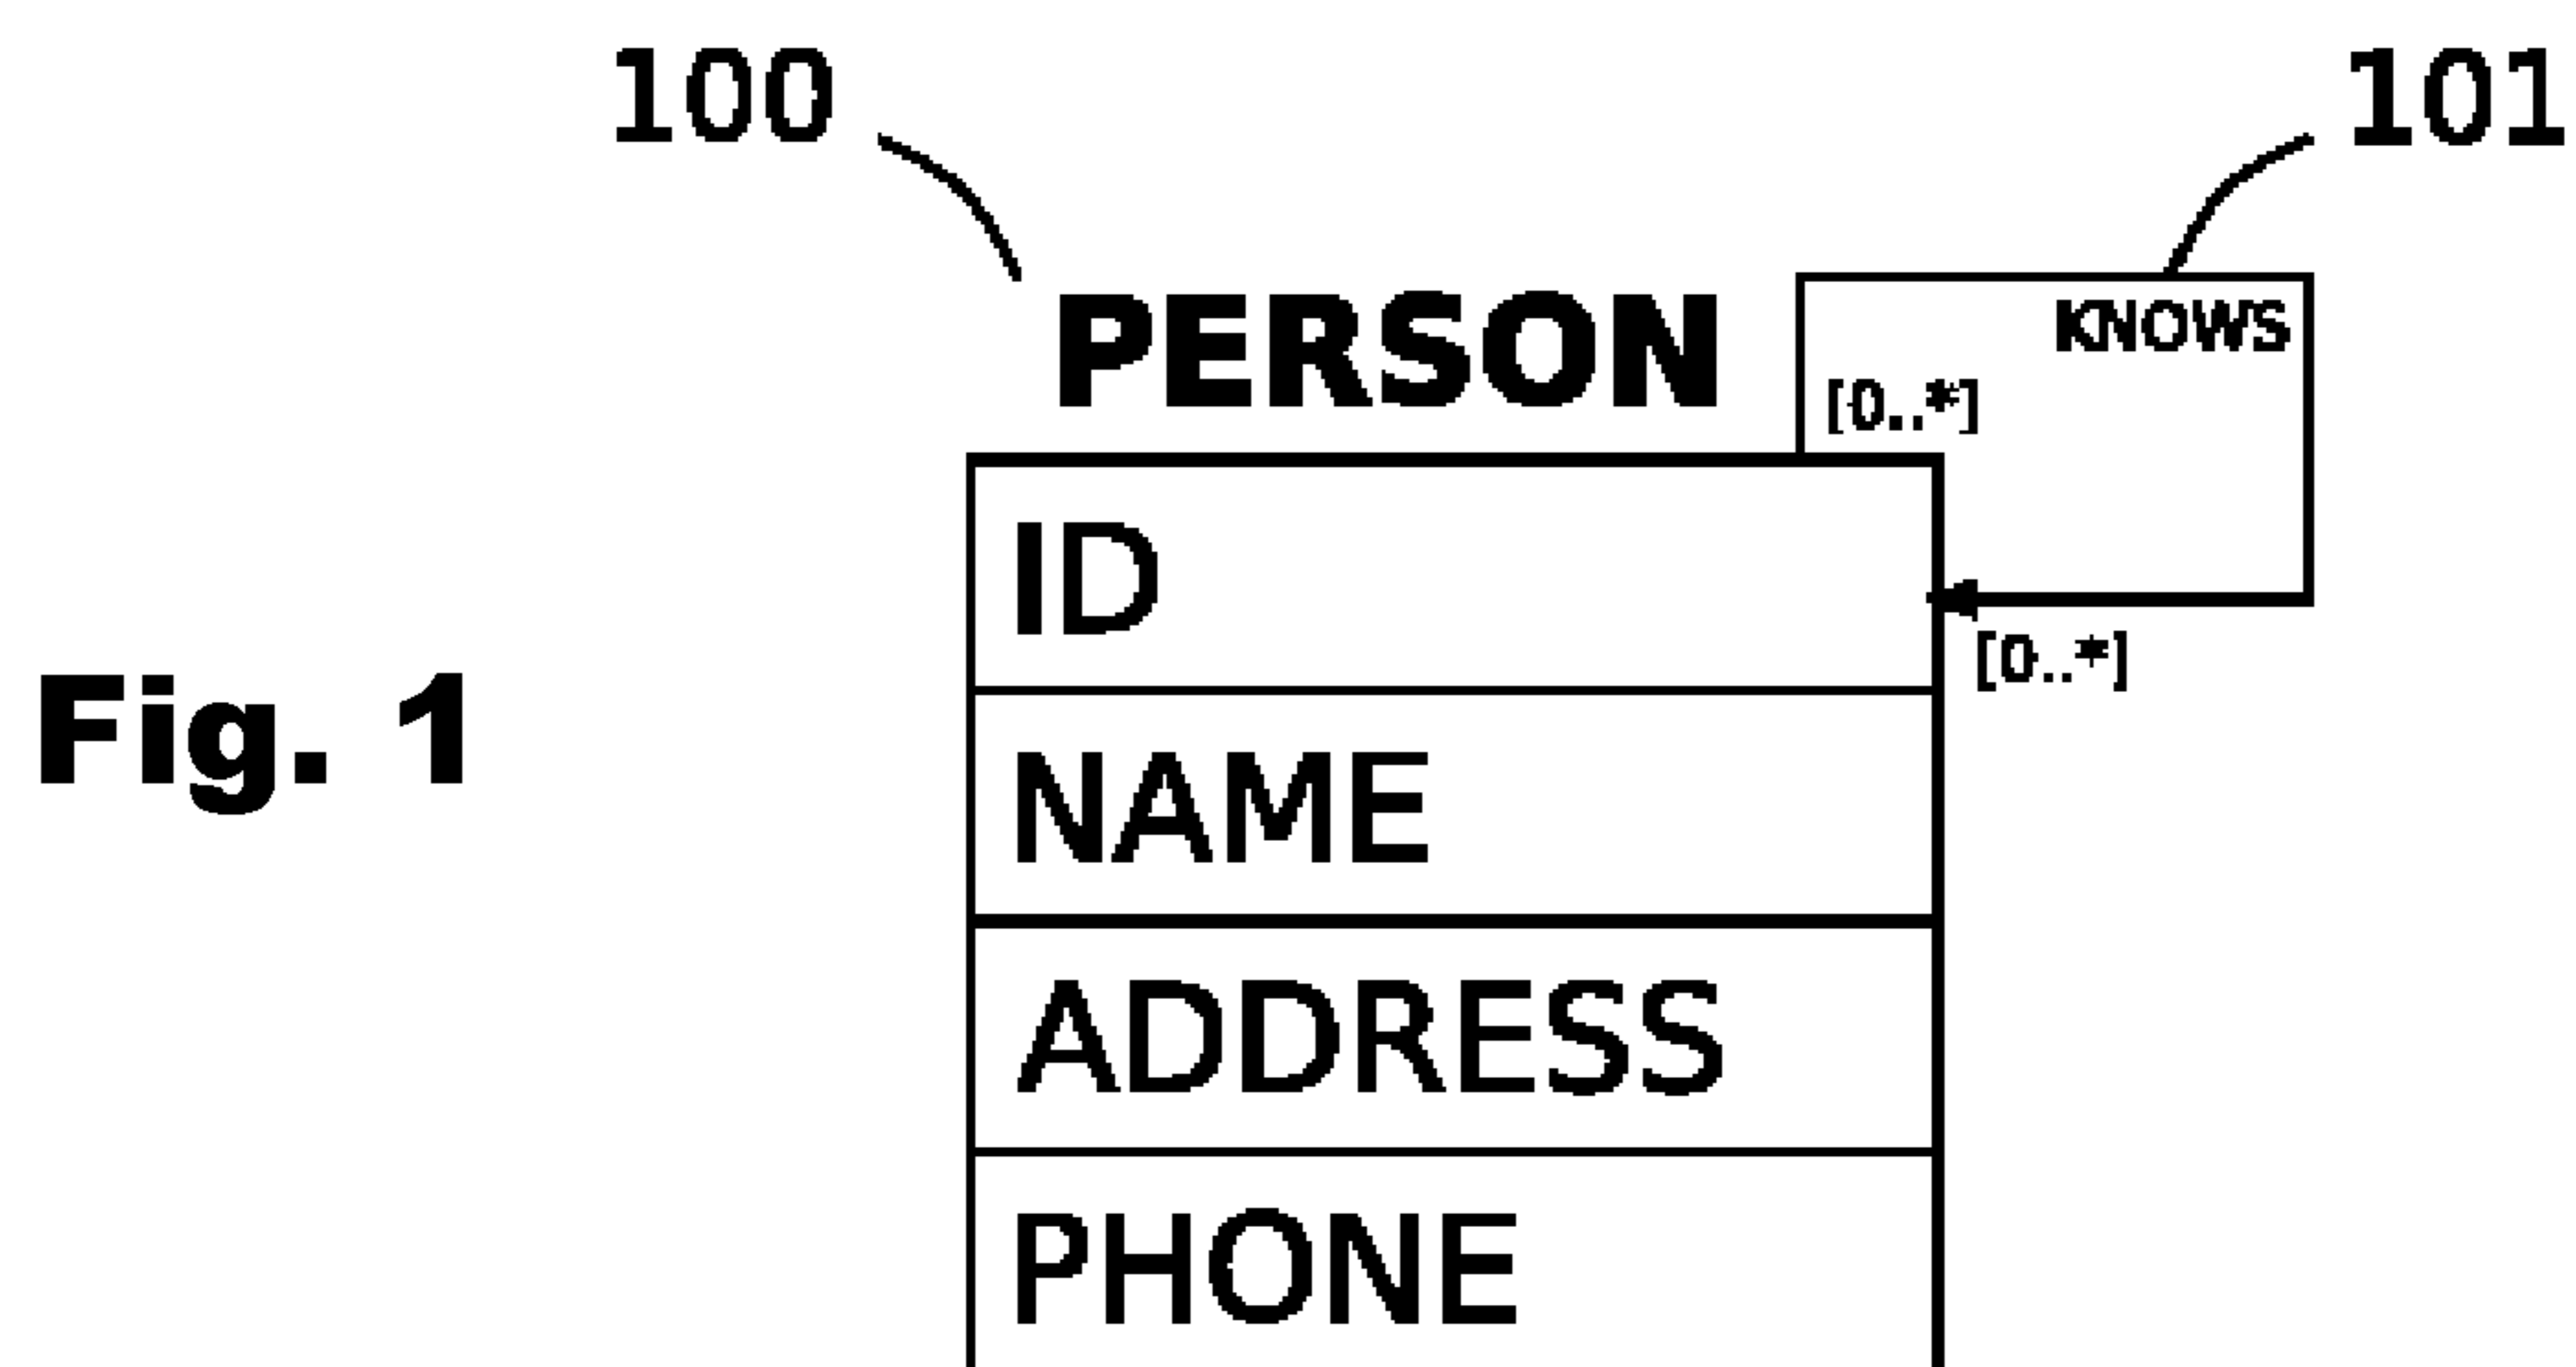 100
101
PERSON
KNOWS
[0..*]
ID
[0..*]
Fig. 1
NAME
ADDRESS
PHONE